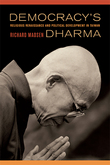 DEMOCRACY'S
DHARMA
RELIGIOUS RENAISSANCE AND POLITICAL DEVELOPMENT IN TAIWAN
RICHARD MADSEN